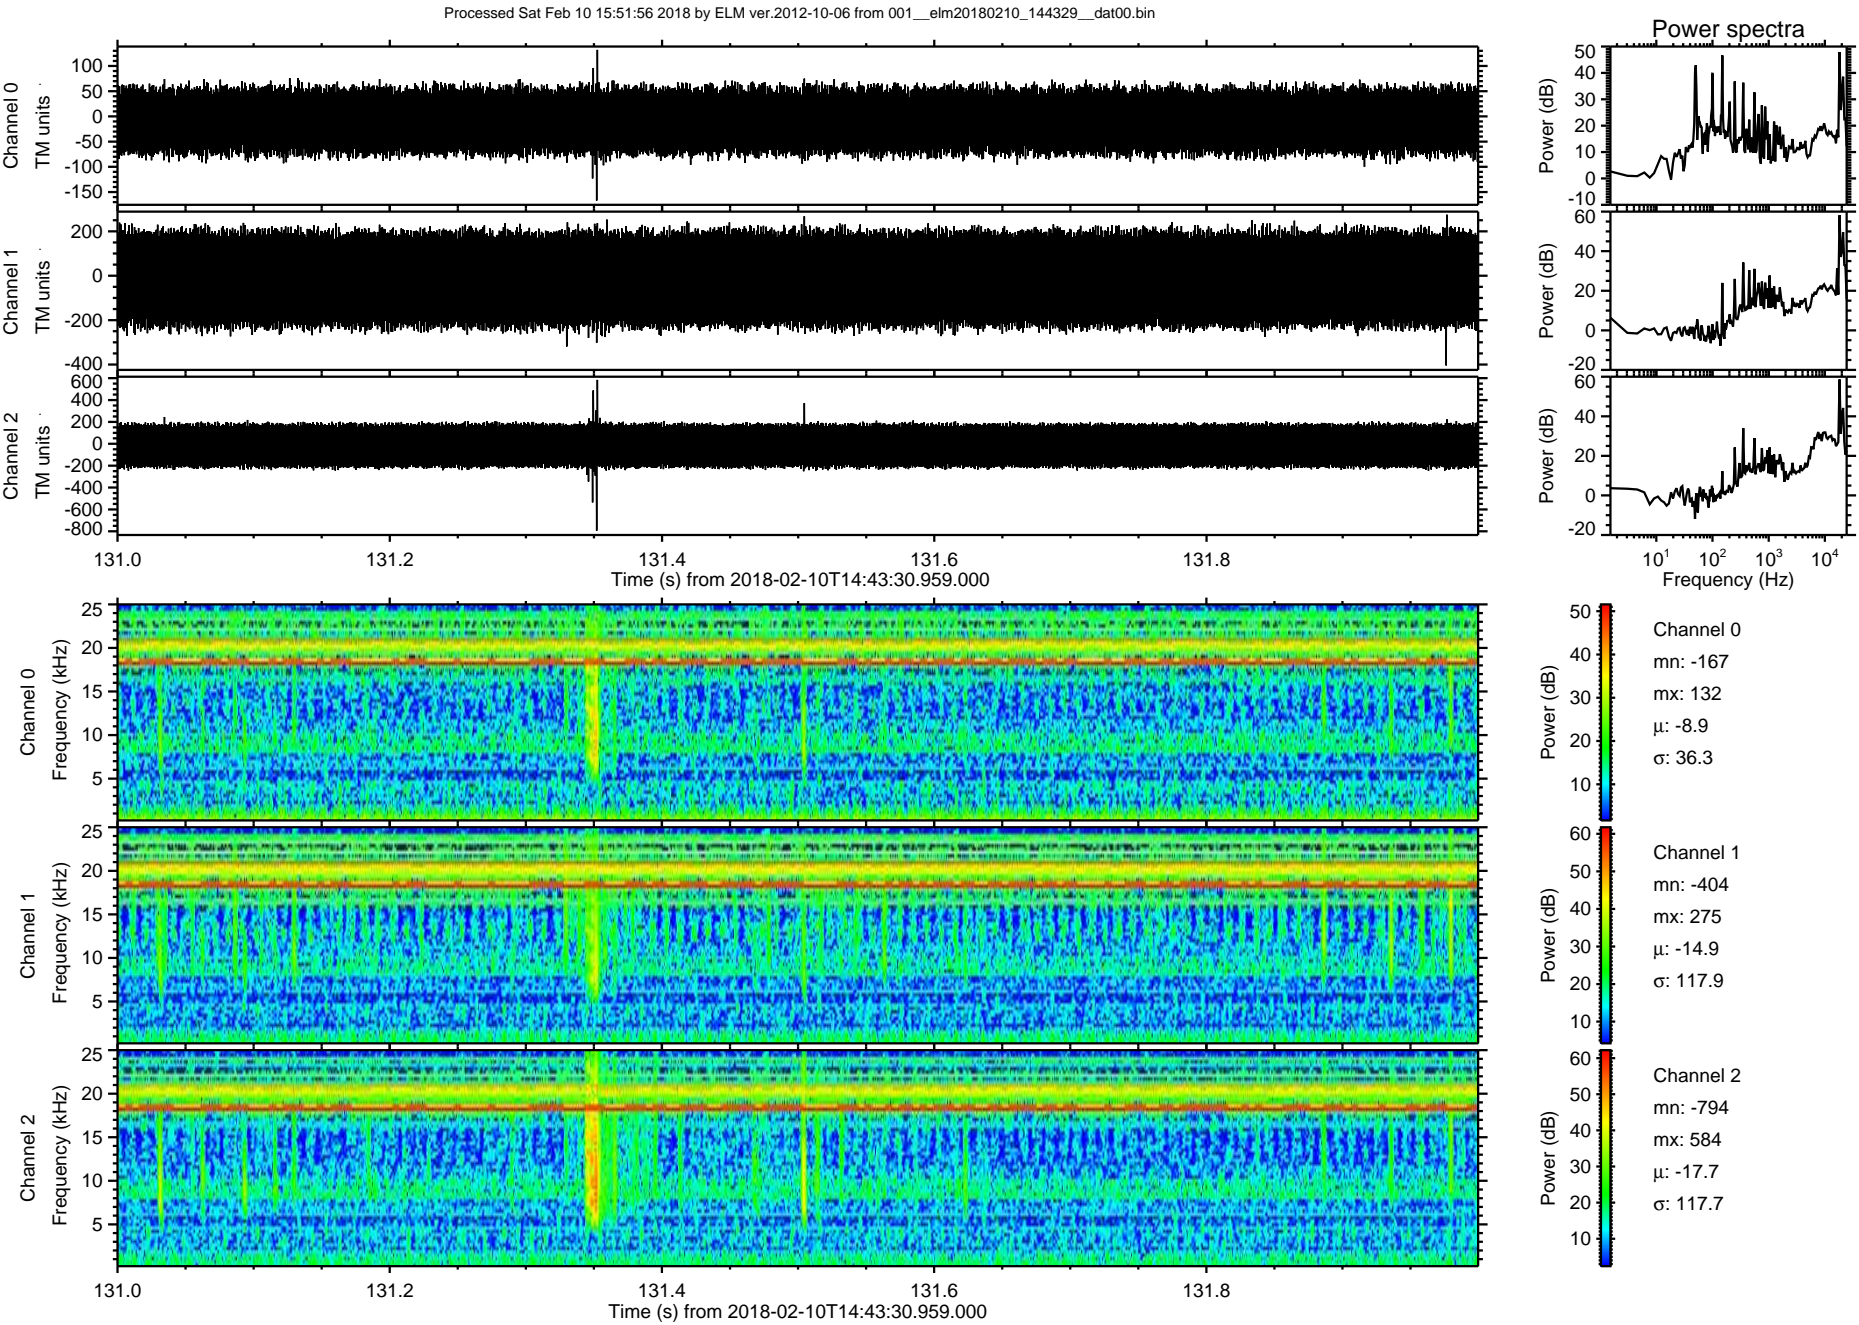 Processed Sat Feb 10 15:51:56 2018 by ELM ver.2012-10-06 from 001__elm20180210_144329__dat00.bin
Power spectra
Channel 0
TM units
100
50
0
-50
-100
-150
Power (dB)
50
40
30
20
10
0
-10
Channel 1
TM units
200
0
-200
-400
Power (dB)
60
40
20
0
-20
Channel 2
TM units
600
400
200
0
-200
-400
-600
-800
Power (dB)
60
40
20
0
-20
131.0 131.2 131.4 131.6 131.8
Time (s) from 2018-02-10T14:43:30.959.000
10^1 10^2 10^3 10^4
Frequency (Hz)
Channel 0
Frequency (kHz)
25
20
15
10
5
Power (dB)
50
40
30
20
10
Channel 0
mn: -167
mx: 132
μ: -8.9
σ: 36.3
Channel 1
Frequency (kHz)
25
20
15
10
5
Power (dB)
60
50
40
30
20
10
Channel 1
mn: -404
mx: 275
μ: -14.9
σ: 117.9
Channel 2
Frequency (kHz)
25
20
15
10
5
Power (dB)
60
50
40
30
20
10
Channel 2
mn: -794
mx: 584
μ: -17.7
σ: 117.7
131.0 131.2 131.4 131.6 131.8
Time (s) from 2018-02-10T14:43:30.959.000